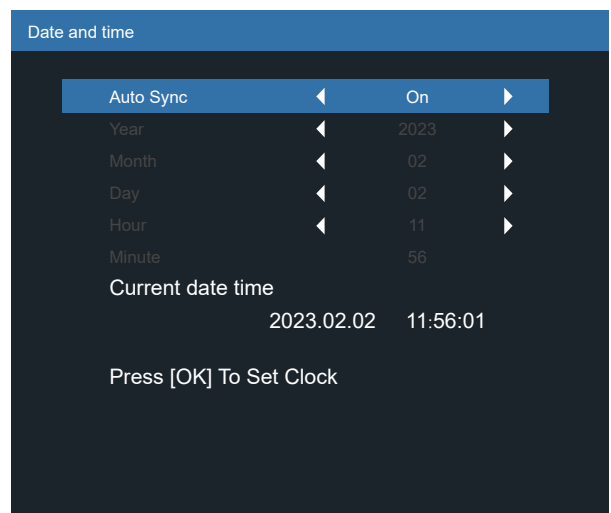 Date and time
Auto Sync On
Year 2023
Month 02
Day 02
Hour 11
Minute 56
Current date time
2023.02.02 11:56:01
Press [OK] To Set Clock